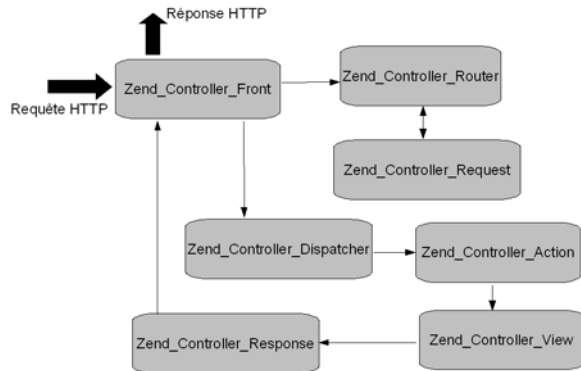 Réponse HTTP
Zend_Controller_Front
Zend_Controller_Router
Requête HTTP
Zend_Controller_Request
Zend_Controller_Dispatcher
Zend_Controller_Action
Zend_Controller_Response
Zend_Controller_View